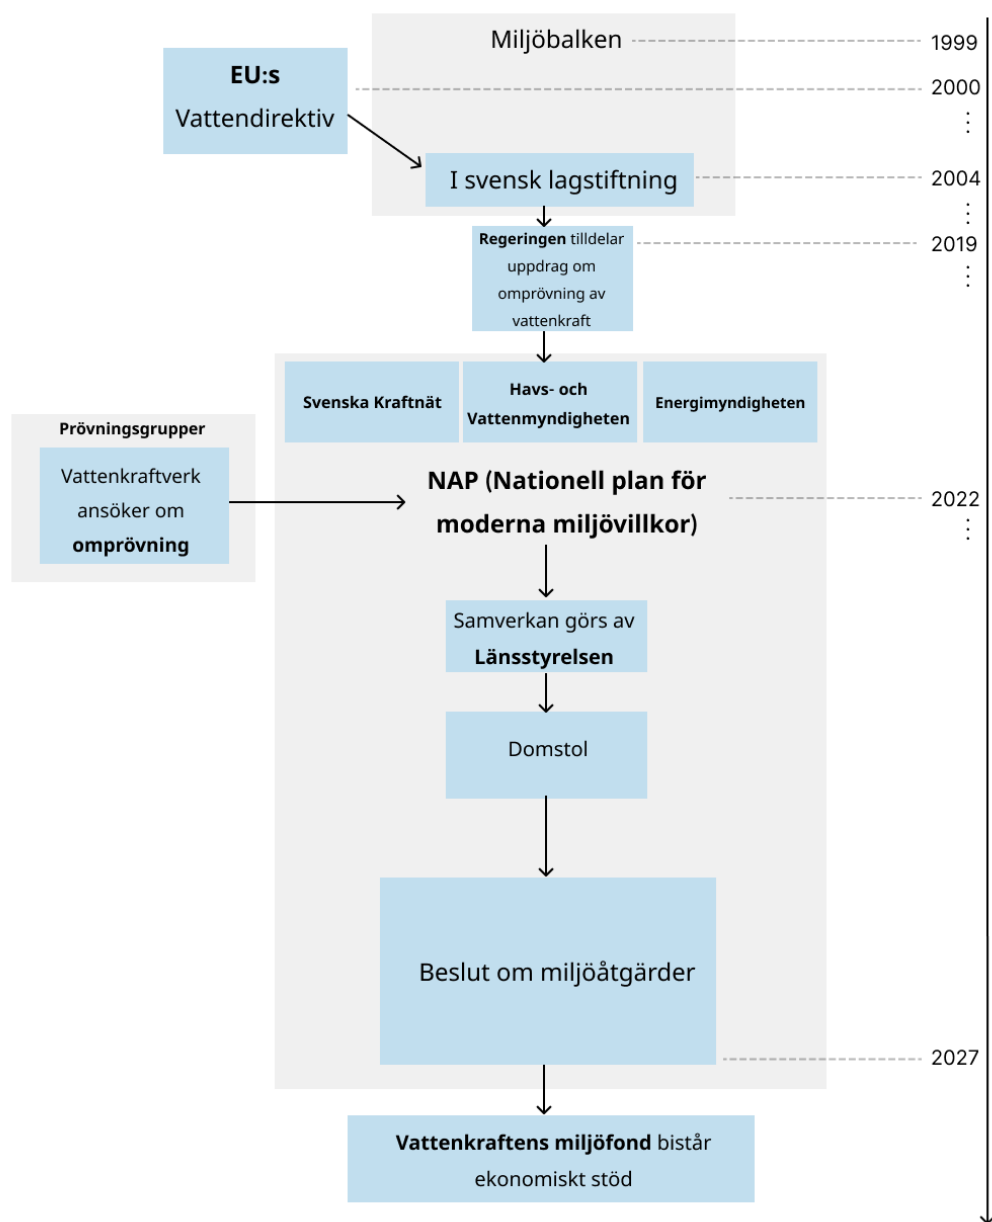 Miljöbalken
1999
EU:s
Vattendirektiv
2000
I svensk lagstiftning
2004
Regeringen tilldelar
uppdrag om
omprövning av
vattenkraft
2019
Svenska Kraftnät
Havs- och
Vattenmyndigheten
Energimyndigheten
Prövningsgrupper
Vattenkraftverk
ansöker om
omprövning
NAP (Nationell plan för
moderna miljövillkor)
2022
Samverkan görs av
Länsstyrelsen
Domstol
Beslut om miljöåtgärder
2027
Vattenkraftens miljöfond bistår
ekonomiskt stöd